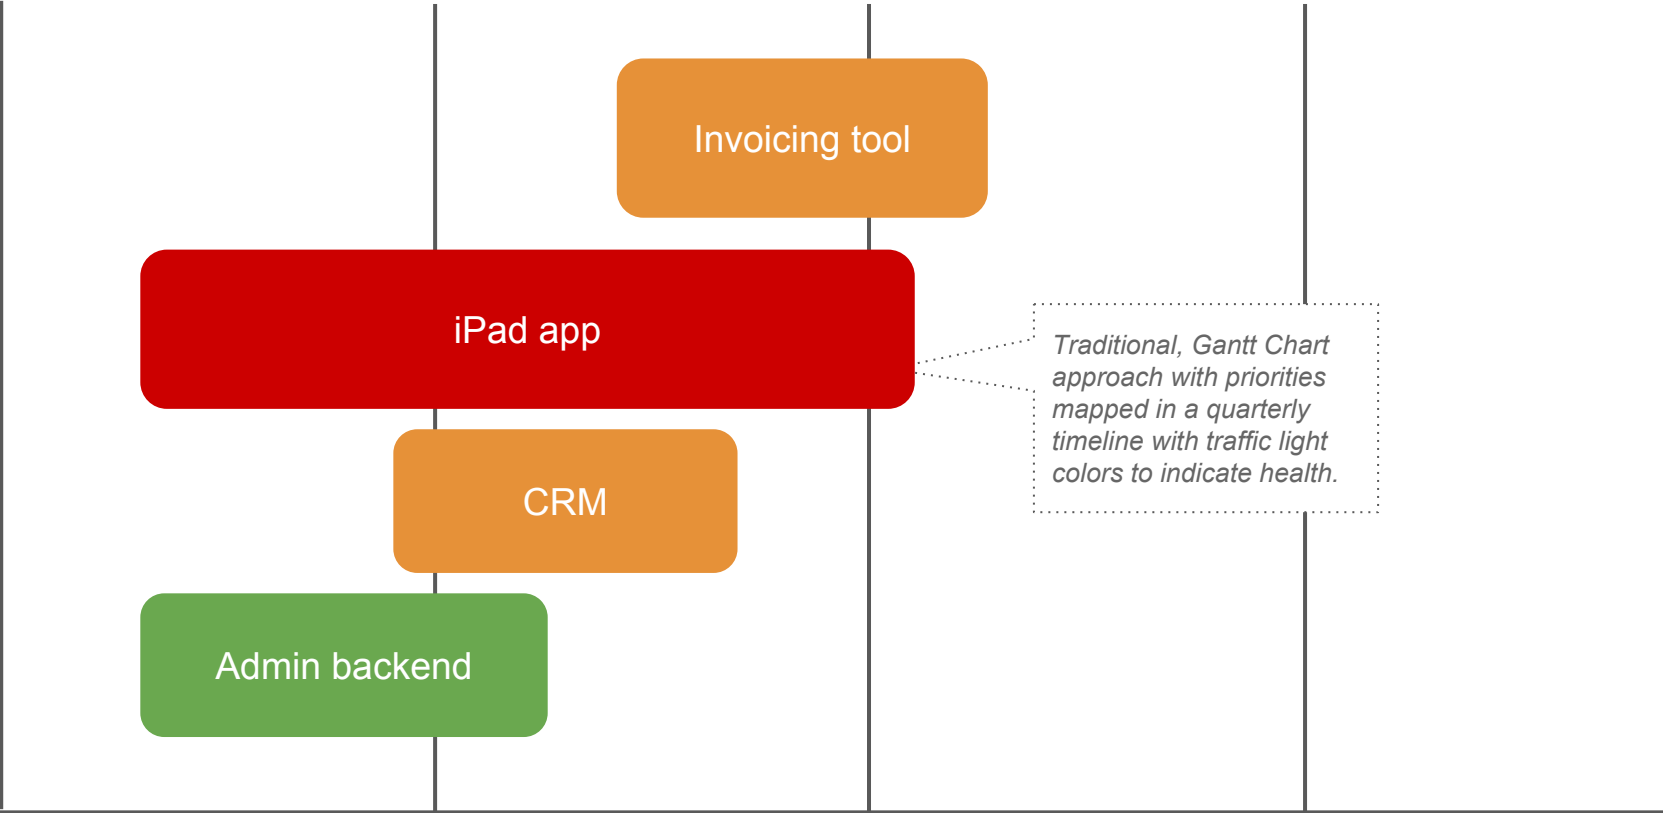 Invoicing tool
iPad app
Traditional, Gantt Chart
approach with priorities
mapped in a quarterly
timeline with traffic light
colors to indicate health.
CRM
Admin backend